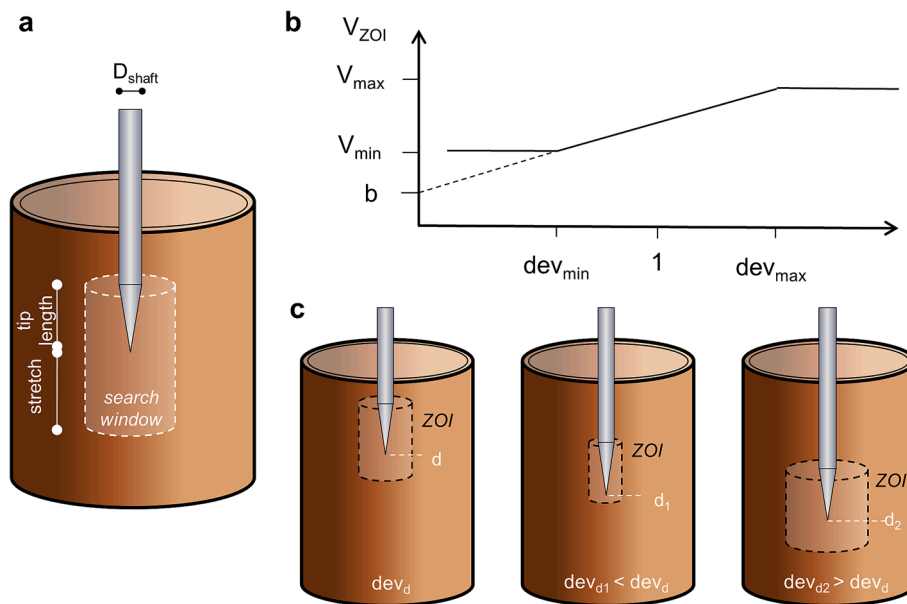 a
D_shaft
tip
length
stretch
search
window
b
V_ZOI
V_max
V_min
b
dev_min
1
dev_max
c
ZOI
d
dev_d
ZOI
d_1
dev_d1 < dev_d
ZOI
d_2
dev_d2 > dev_d